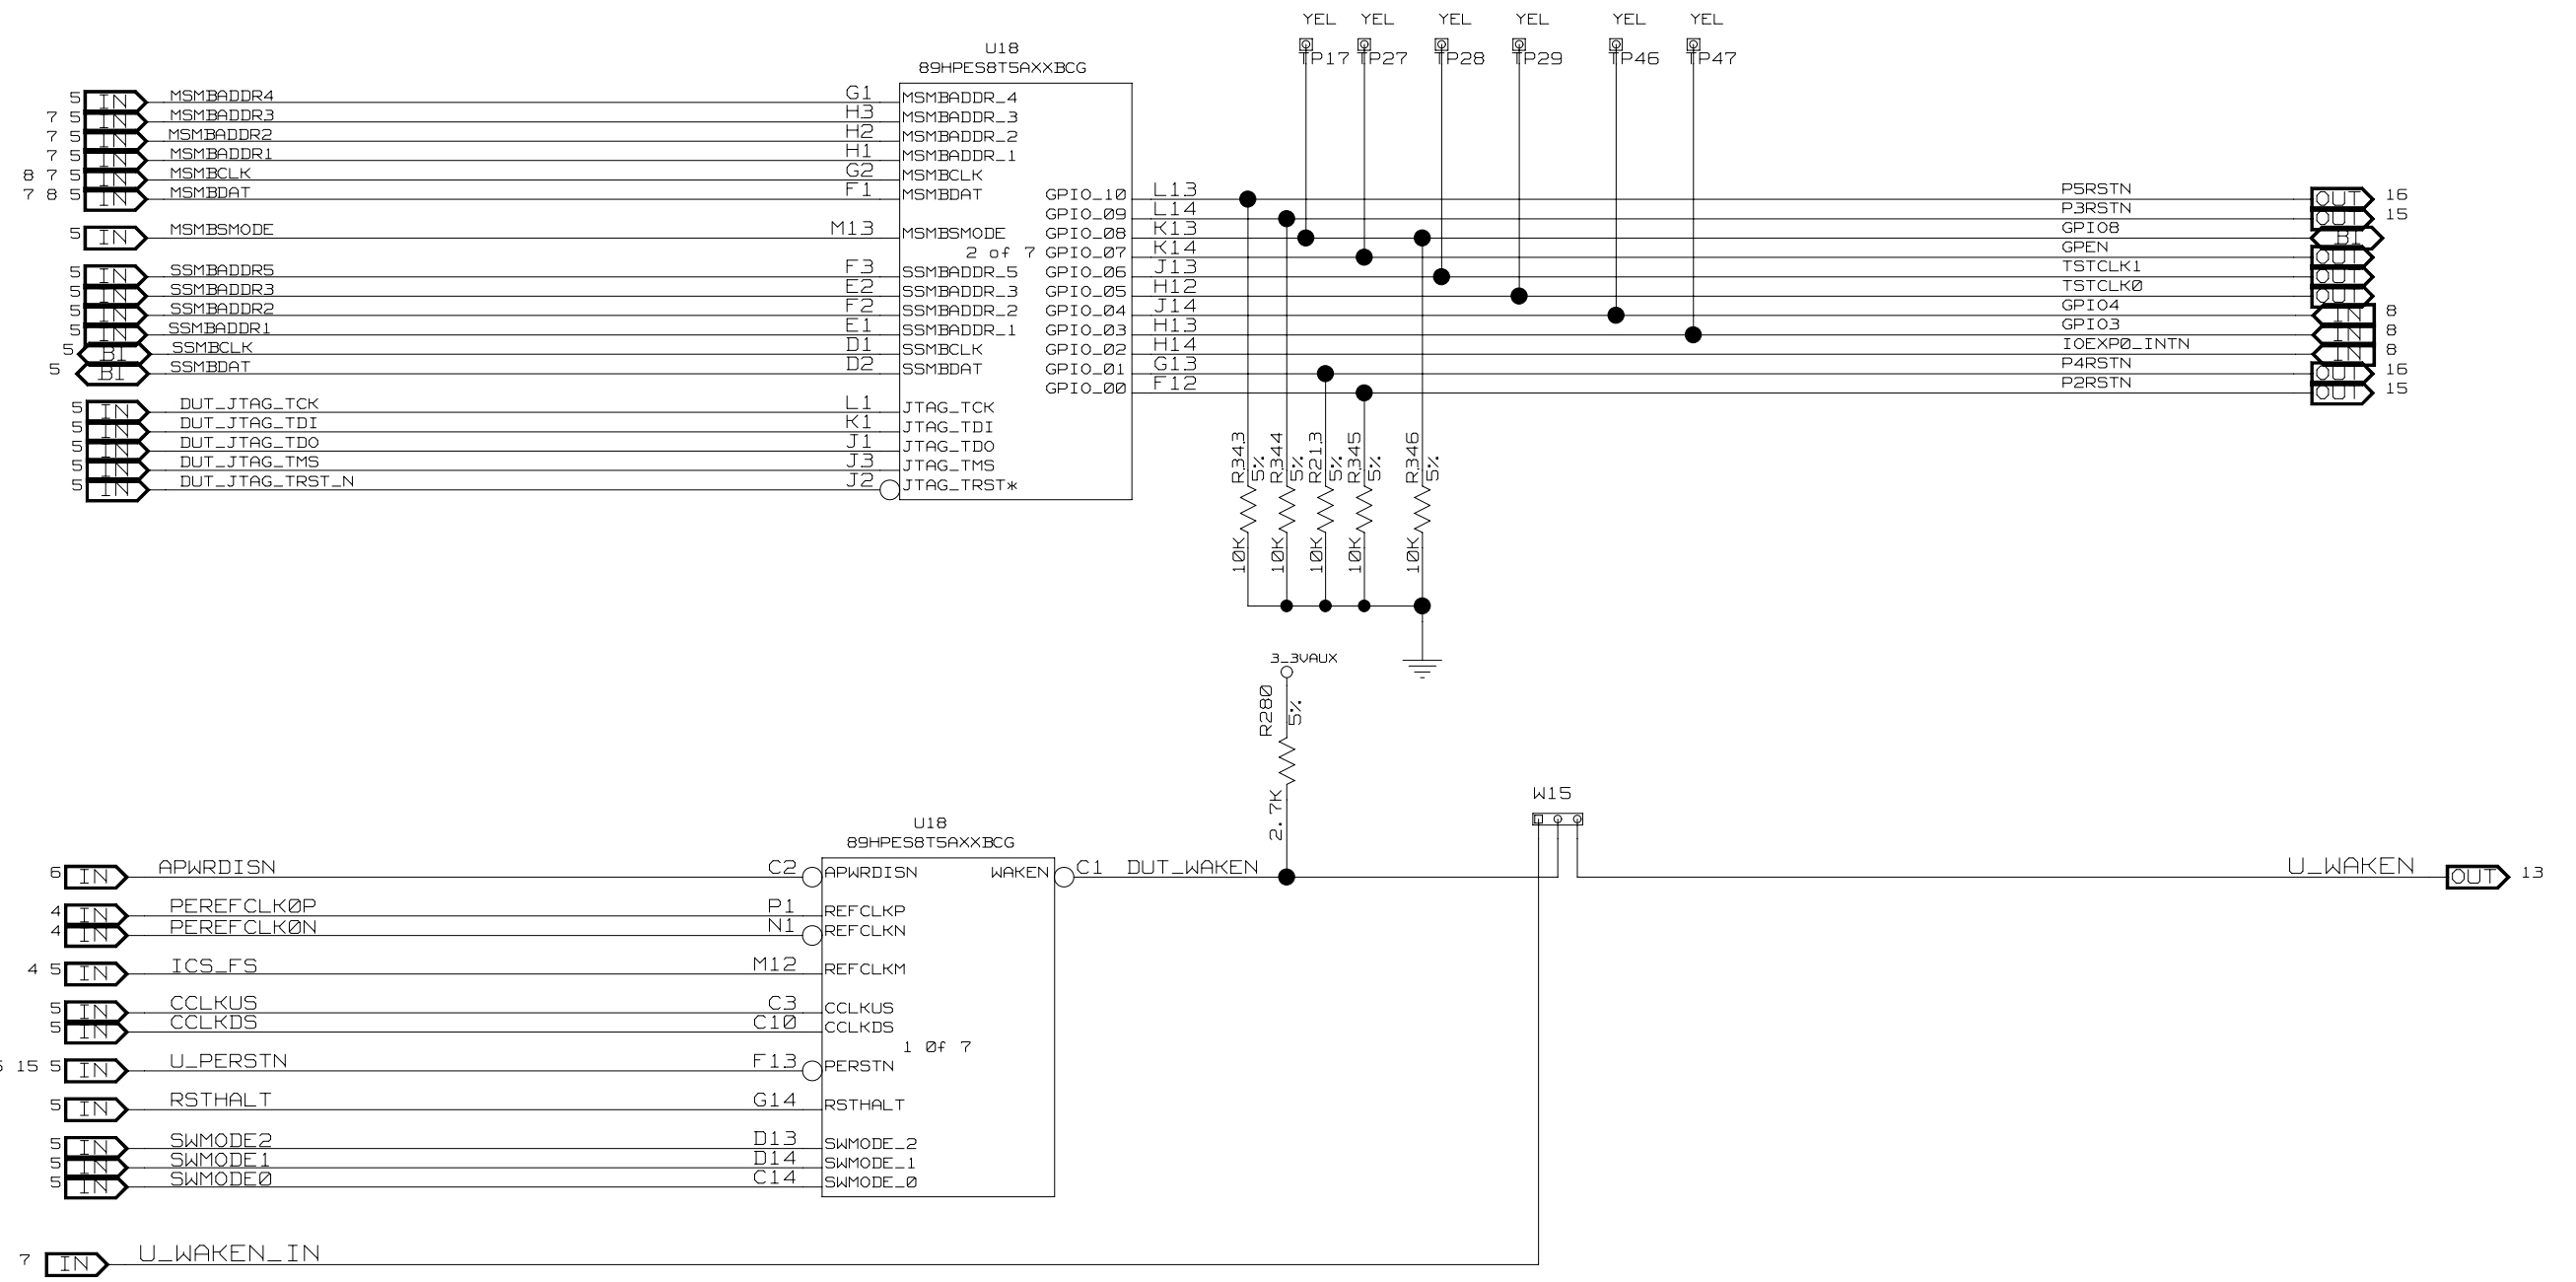 YEL YEL YEL YEL YEL YEL
TP17 TP27 TP28 TP29 TP46 TP47
U18
89HPES8T5AXXBCG
5 IN MSMBADDR4 G1 MSMBADDR_4
7 5 IN MSMBADDR3 H3 MSMBADDR_3
7 5 IN MSMBADDR2 H2 MSMBADDR_2
7 5 IN MSMBADDR1 H1 MSMBADDR_1
8 7 5 IN MSMBCLK G2 MSMBCLK
7 8 5 IN MSMBDAT F1 MSMBDAT GPIO_10 L13 P5RSTN OUT 16
GPIO_09 L14 P3RSTN OUT 15
5 IN MSMBSMODE M13 MSMBSMODE GPIO_08 K13 GPIO8 BI
2 of 7 GPIO_07 K14 GPEN OUT
5 IN SSMBADDR5 F3 SSMBADDR_5 GPIO_06 J13 TSTCLK1 OUT
5 IN SSMBADDR3 E2 SSMBADDR_3 GPIO_05 H12 TSTCLK0 OUT
5 IN SSMBADDR2 F2 SSMBADDR_2 GPIO_04 J14 GPIO4 IN 8
5 IN SSMBADDR1 E1 SSMBADDR_1 GPIO_03 H13 GPIO3 IN 8
5 BI SSMBCLK D1 SSMBCLK GPIO_02 H14 IOEXP0_INTN IN 8
5 BI SSMBDAT D2 SSMBDAT GPIO_01 G13 P4RSTN OUT 16
GPIO_00 F12 P2RSTN OUT 15
5 IN DUT_JTAG_TCK L1 JTAG_TCK
5 IN DUT_JTAG_TDI K1 JTAG_TDI
5 IN DUT_JTAG_TDO J1 JTAG_TDO
5 IN DUT_JTAG_TMS J3 JTAG_TMS
5 IN DUT_JTAG_TRST_N J2 JTAG_TRST*
R343 5% R344 5% R213 5% R345 5% R346 5%
10K 10K 10K 10K 10K
3_3VAUX
R280 5%
2.7K
W15
U18
89HPES8T5AXXBCG
6 IN APWRDISN C2 APWRDISN WAKEN C1 DUT_WAKEN U_WAKEN OUT 13
4 IN PEREFCLK0P P1 REFCLKP
4 IN PEREFCLK0N N1 REFCLKN
4 5 IN ICS_FS M12 REFCLKM
5 IN CCLKUS C3 CCLKUS
5 IN CCLKDS C10 CCLKDS
1 0f 7
15 5 IN U_PERSTN F13 PERSTN
5 IN RSTHALT G14 RSTHALT
5 IN SWMODE2 D13 SWMODE_2
5 IN SWMODE1 D14 SWMODE_1
5 IN SWMODE0 C14 SWMODE_0
7 IN U_WAKEN_IN